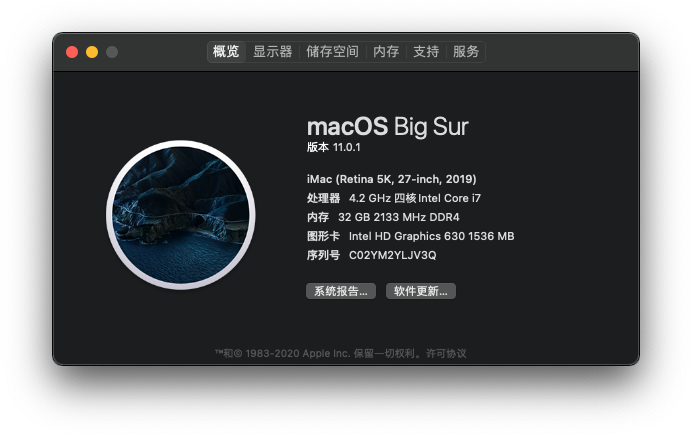 概览 显示器 储存空间 内存 支持 服务
macOS Big Sur
版本 11.0.1
iMac (Retina 5K, 27-inch, 2019)
处理器 4.2 GHz 四核Intel Core i7
内存 32 GB 2133 MHz DDR4
图形卡 Intel HD Graphics 630 1536 MB
序列号 C02YM2YLJV3Q
系统报告... 软件更新...
™和© 1983-2020 Apple Inc. 保留一切权利。许可协议